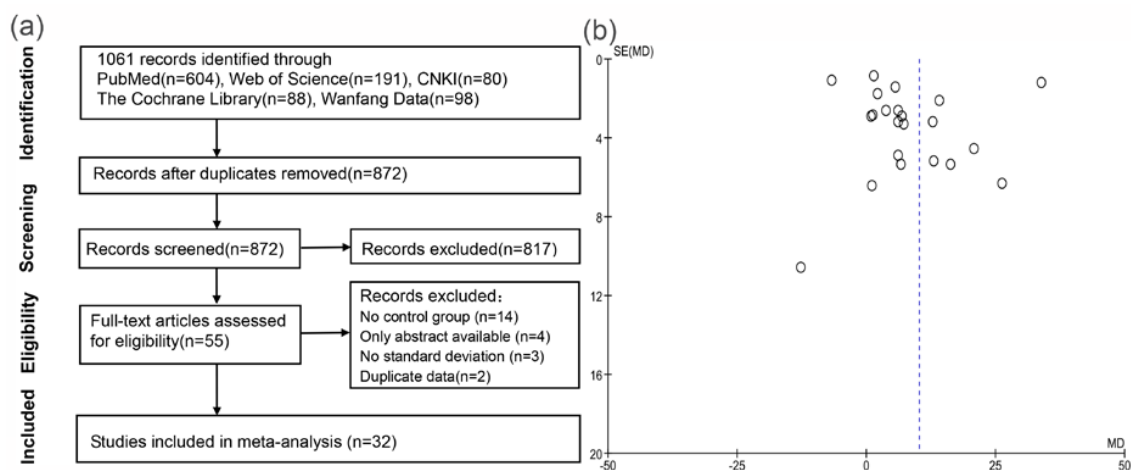 (a)
Identification
1061 records identified through
PubMed(n=604), Web of Science(n=191), CNKI(n=80)
The Cochrane Library(n=88), Wanfang Data(n=98)
Screening
Records after duplicates removed(n=872)
Records screened(n=872)
Records excluded(n=817)
Eligibility
Full-text articles assessed
for eligibility(n=55)
Records excluded:
No control group (n=14)
Only abstract available (n=4)
No standard deviation (n=3)
Duplicate data(n=2)
Included
Studies included in meta-analysis (n=32)
(b)
SE(MD)
0
4
8
12
16
20
-50
-25
0
25
50
MD